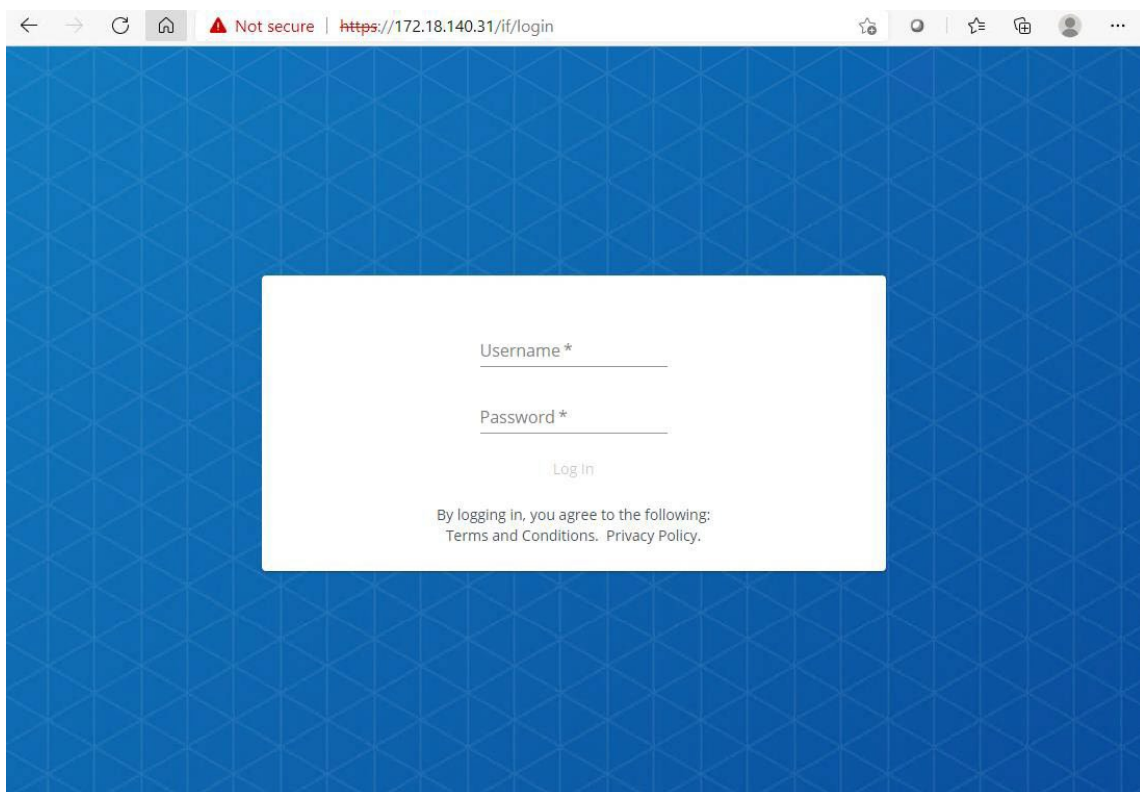 Not secure | https://172.18.140.31/if/login
Username *
Password *
Log In
By logging in, you agree to the following:
Terms and Conditions. Privacy Policy.